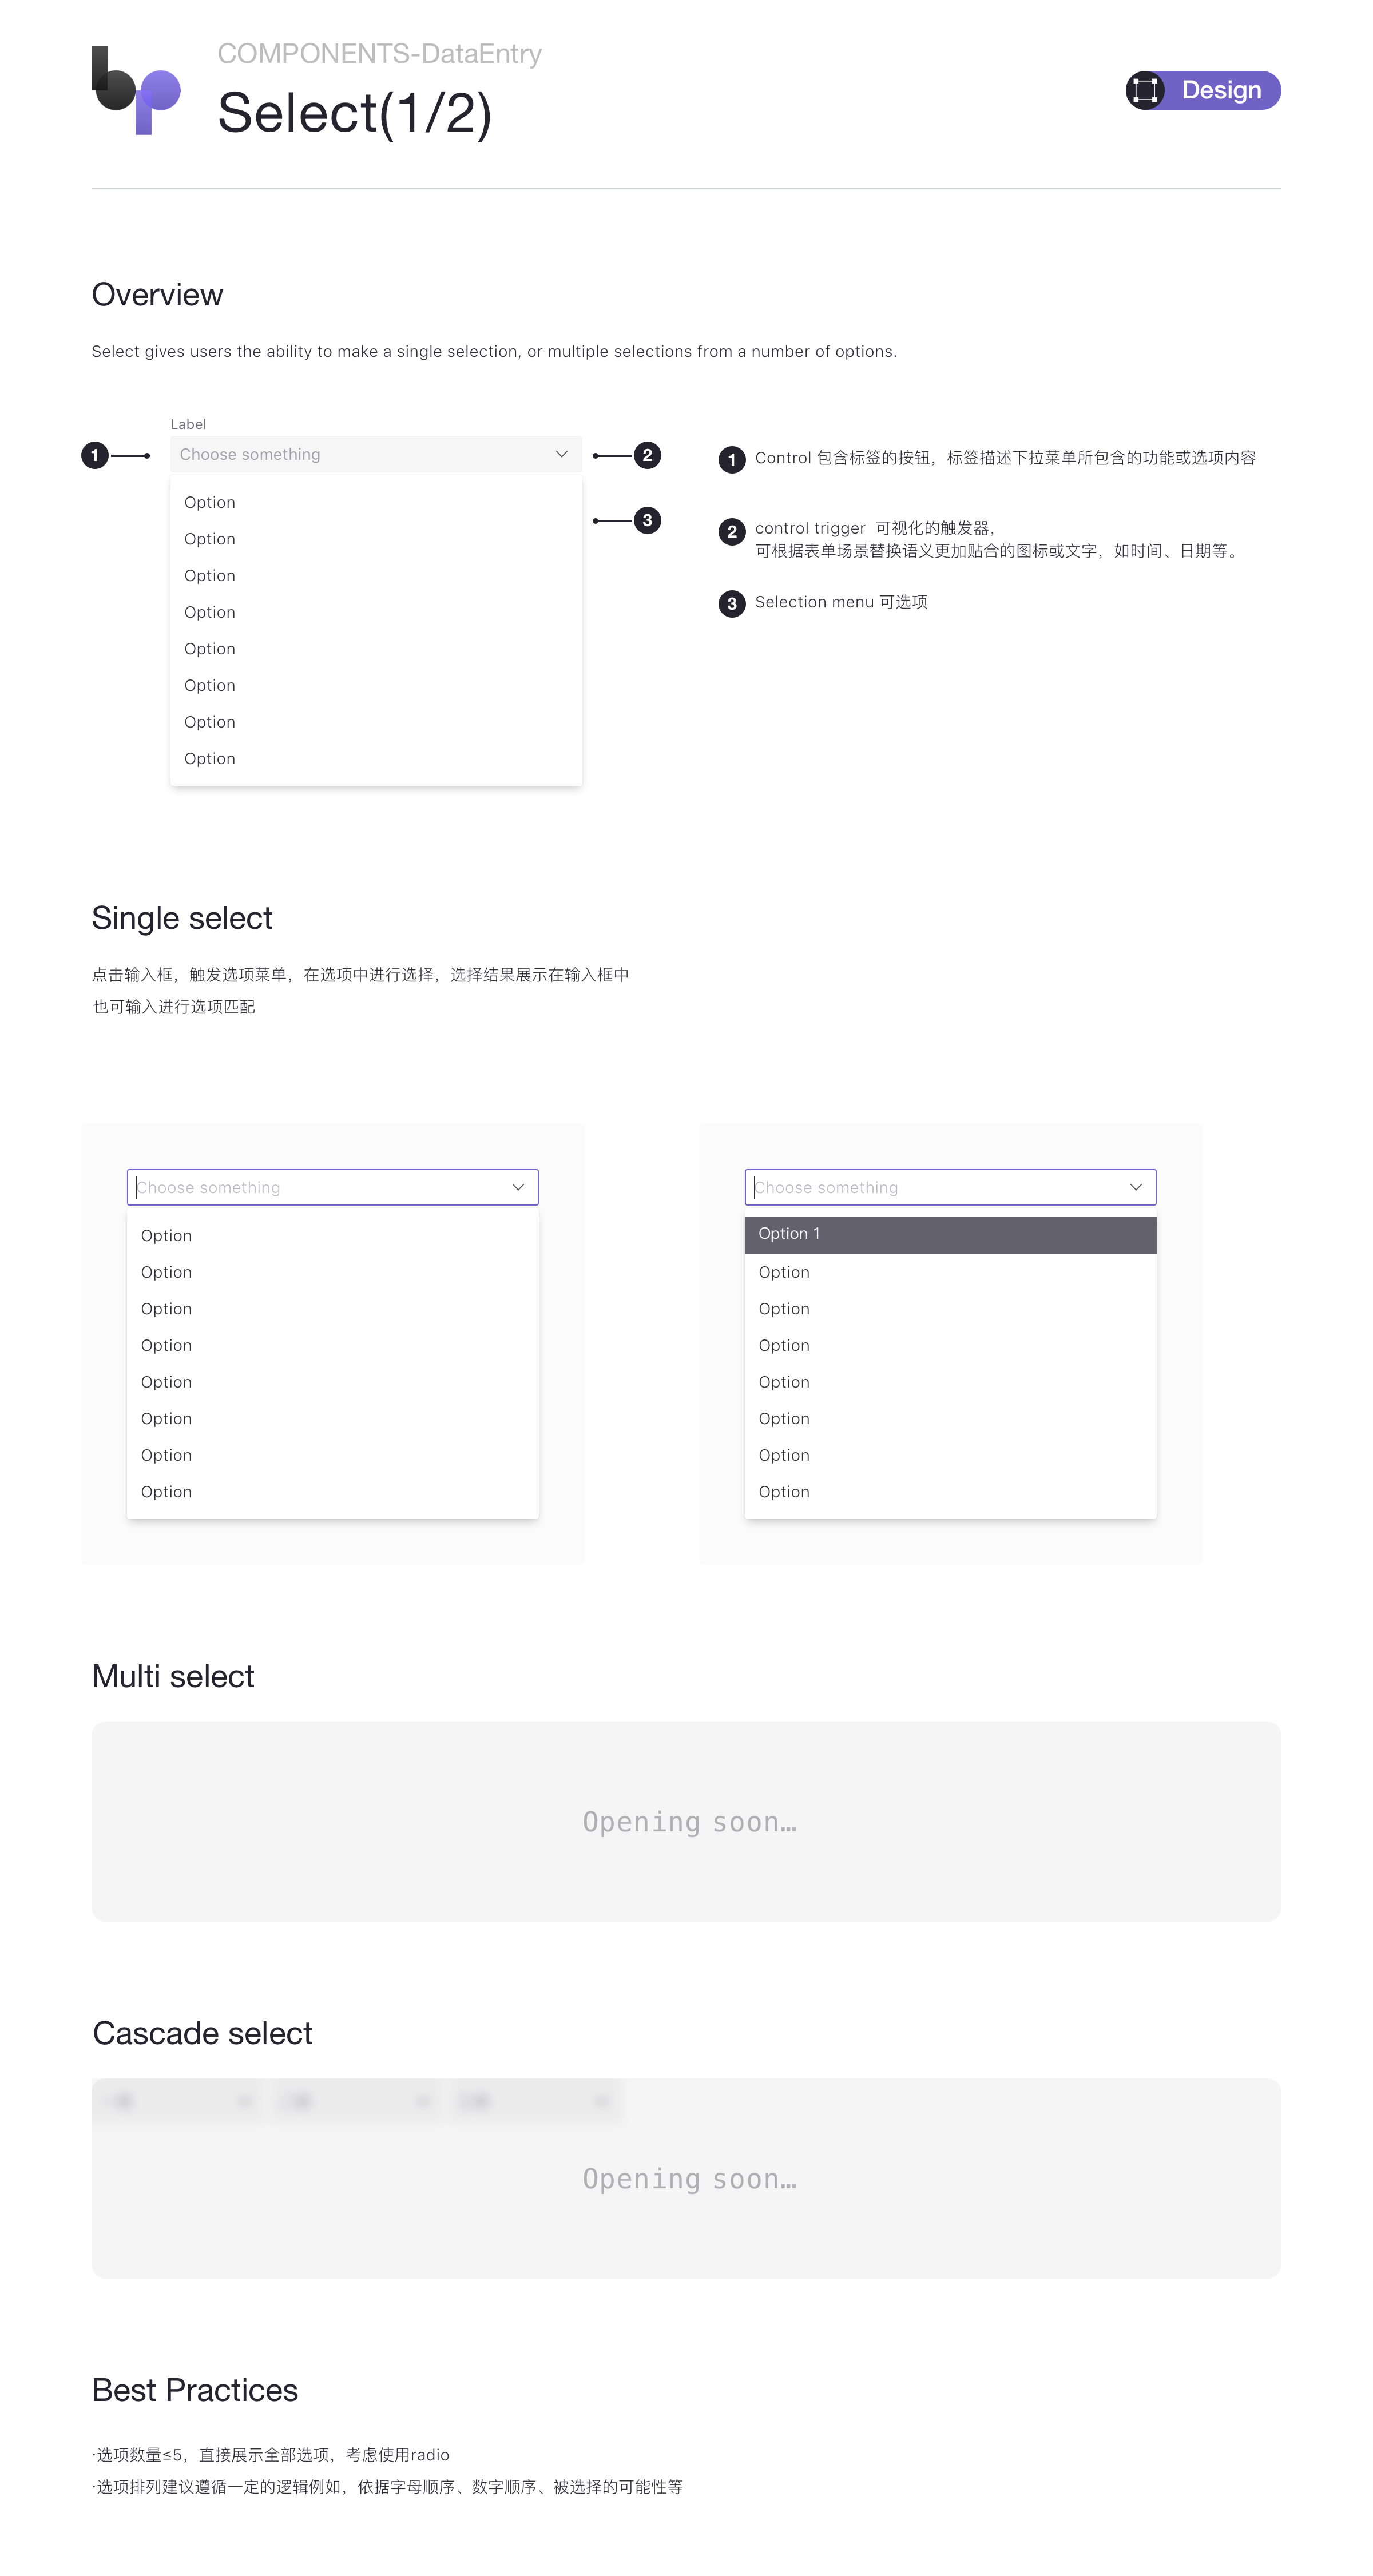 bp
COMPONENTS-DataEntry
Select(1/2)
Design
Overview
Select gives users the ability to make a single selection, or multiple selections from a number of options.
Label
1
Choose something
2
3
Option
Option
Option
Option
Option
Option
Option
Option
1 Control 包含标签的按钮，标签描述下拉菜单所包含的功能或选项内容
2 control trigger 可视化的触发器，
可根据表单场景替换语义更加贴合的图标或文字，如时间、日期等。
3 Selection menu 可选项
Single select
点击输入框，触发选项菜单，在选项中进行选择，选择结果展示在输入框中
也可输入进行选项匹配
Choose something
Option
Option
Option
Option
Option
Option
Option
Option
Choose something
Option 1
Option
Option
Option
Option
Option
Option
Option
Multi select
Opening soon…
Cascade select
Opening soon…
Best Practices
·选项数量≤5，直接展示全部选项，考虑使用radio
·选项排列建议遵循一定的逻辑例如，依据字母顺序、数字顺序、被选择的可能性等